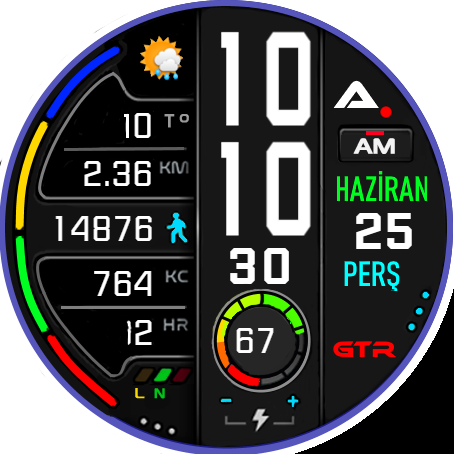 10
10
30
10 T°
2.36 KM
14876
764 KC
12 HR
L N
67
- +
A.
AM
HAZİRAN
25
PERŞ
GTR